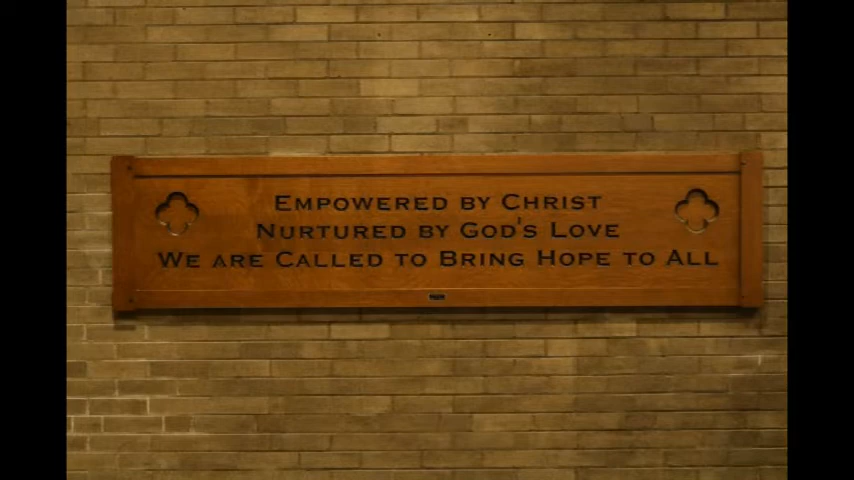 Empowered by Christ
Nurtured by God's Love
We are Called to Bring Hope to All